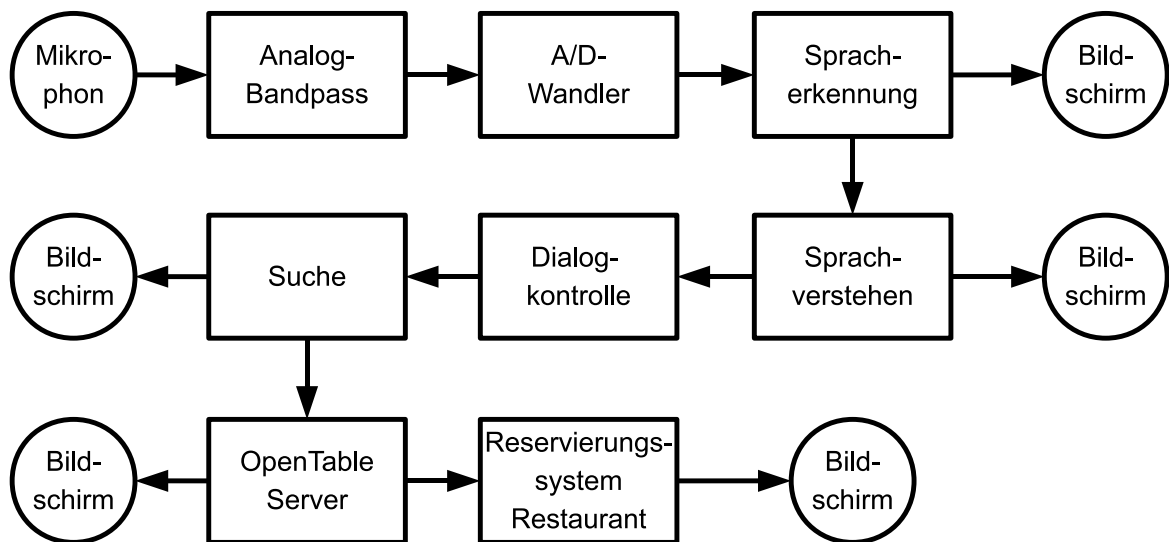 Mikro-
phon
Analog-
Bandpass
A/D-
Wandler
Sprach-
erkennung
Bild-
schirm
Bild-
schirm
Suche
Dialog-
kontrolle
Sprach-
verstehen
Bild-
schirm
Bild-
schirm
OpenTable
Server
Reservierungs-
system
Restaurant
Bild-
schirm